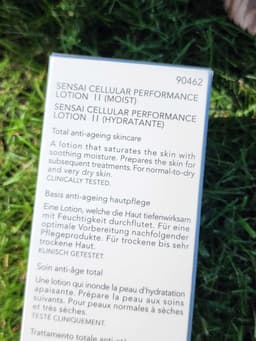 90462
SENSAI CELLULAR PERFORMANCE
LOTION II (MOIST)
SENSAI CELLULAR PERFORMANCE
LOTION II (HYDRATANTE)
Total anti-ageing skincare
A lotion that saturates the skin with
soothing moisture. Prepares the skin for
subsequent treatments. For normal-to-dry
and very dry skin.
CLINICALLY TESTED.
Basis anti-ageing hautpflege
Eine Lotion, welche die Haut tiefenwirksam
mit Feuchtigkeit durchflutet. Für eine
optimale Vorbereitung nachfolgender
Pflegeprodukte. Für trockene bis sehr
trockene Haut.
KLINISCH GETESTET.
Soin anti-âge total
Une lotion qui inonde la peau d'hydratation
apaisante. Prépare la peau aux soins
suivants. Pour peaux normales à sèches
et très sèches.
TESTÉ CLINIQUEMENT.
Trattamento totale anti-età